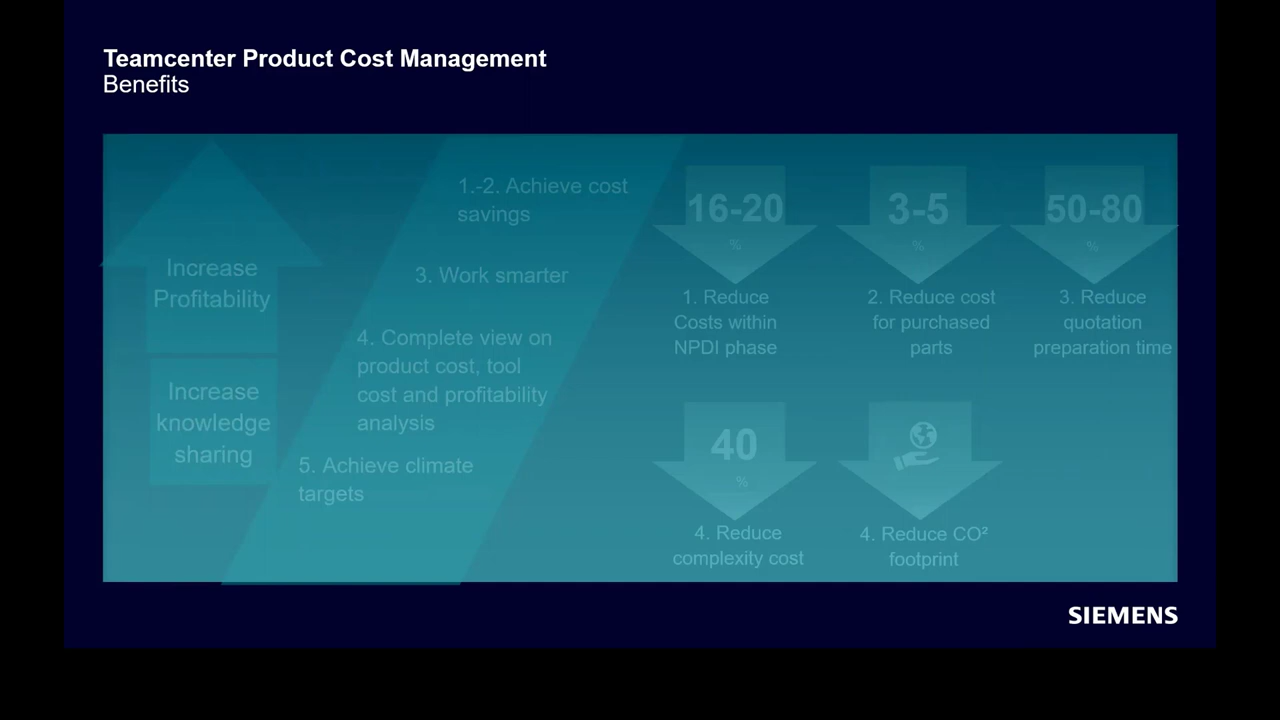 Teamcenter Product Cost Management
Benefits
Increase
Profitability
Increase
knowledge
sharing
1.-2. Achieve cost
savings
3. Work smarter
4. Complete view on
product cost, tool
cost and profitability
analysis
5. Achieve climate
targets
16-20
%
1. Reduce
Costs within
NPDI phase
3-5
%
2. Reduce cost
for purchased
parts
50-80
%
3. Reduce
quotation
preparation time
40
%
4. Reduce
complexity cost
4. Reduce CO²
footprint
SIEMENS